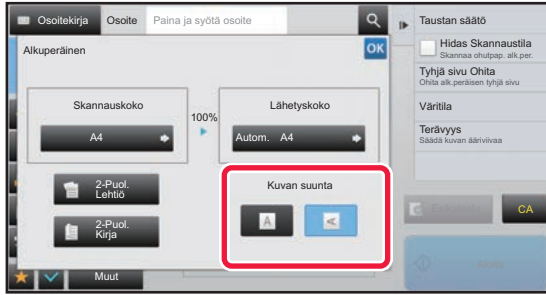 Osoitekirja
Osoite
Paina ja syötä osoite
Alkuperäinen
OK
Skannauskoko
A4
100%
Lähetyskoko
Autom. A4
2-Puol.
Lehtiö
2-Puol.
Kirja
Kuvan suunta
A
A
Muut
Taustan säätö
Hidas Skannaustila
Skannaa ohutpap. alk.per.
Tyhjä sivu Ohita
Ohita alk.peräisen tyhjä sivu
Väritila
Terävyys
Säädä kuvan ääriviivaa
CA